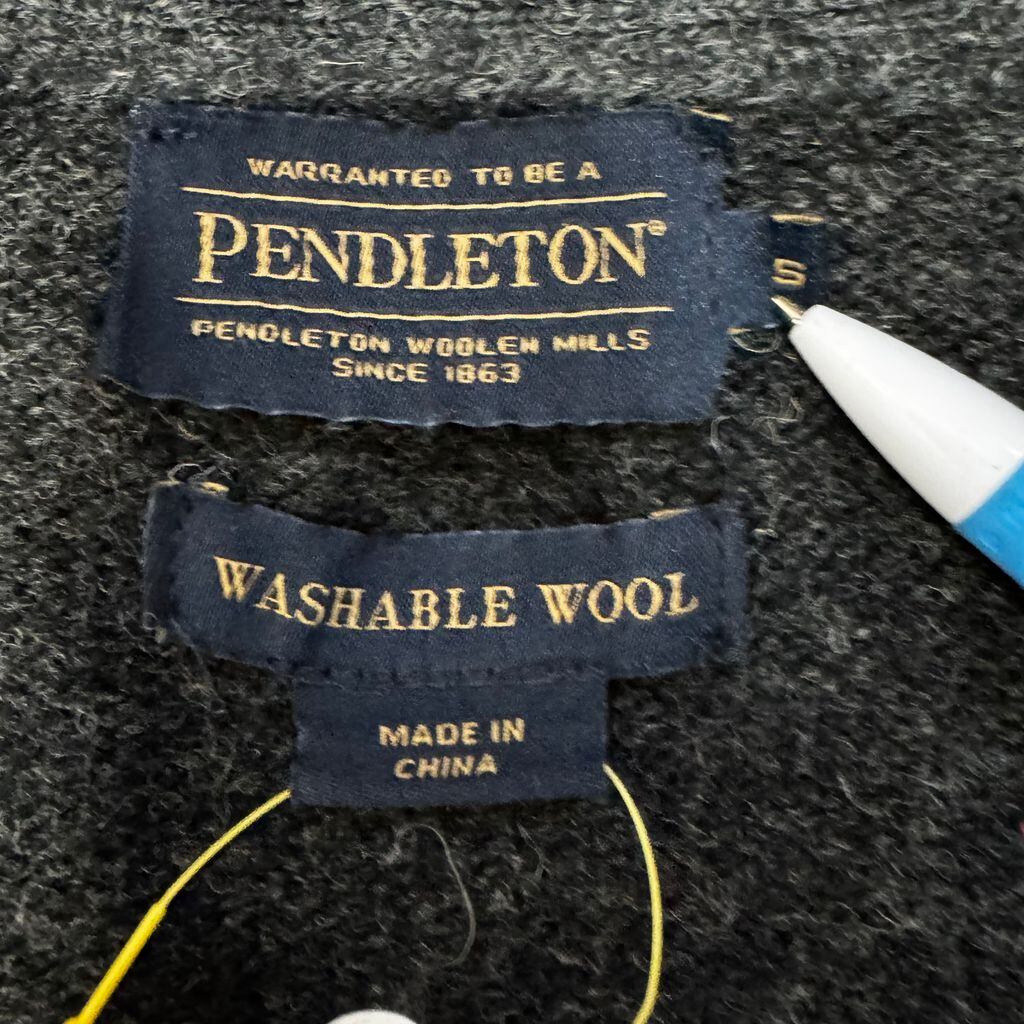 WARRANTED TO BE A
PENDLETON®
PENDLETON WOOLEN MILLS
SINCE 1863
S
WASHABLE WOOL
MADE IN
CHINA